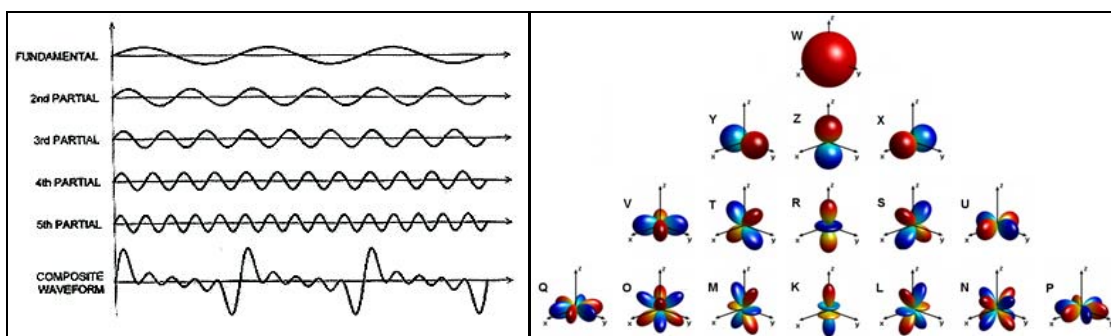 FUNDAMENTAL
2nd PARTIAL
3rd PARTIAL
4th PARTIAL
5th PARTIAL
COMPOSITE
WAVEFORM
W
z
x
y
Y
z
x
y
Z
z
x
y
X
z
x
y
V
z
x
y
T
z
x
y
R
z
x
y
S
z
x
y
U
z
x
y
Q
z
x
y
O
z
x
y
M
z
x
y
K
z
x
y
L
z
x
y
N
z
x
y
P
z
x
y